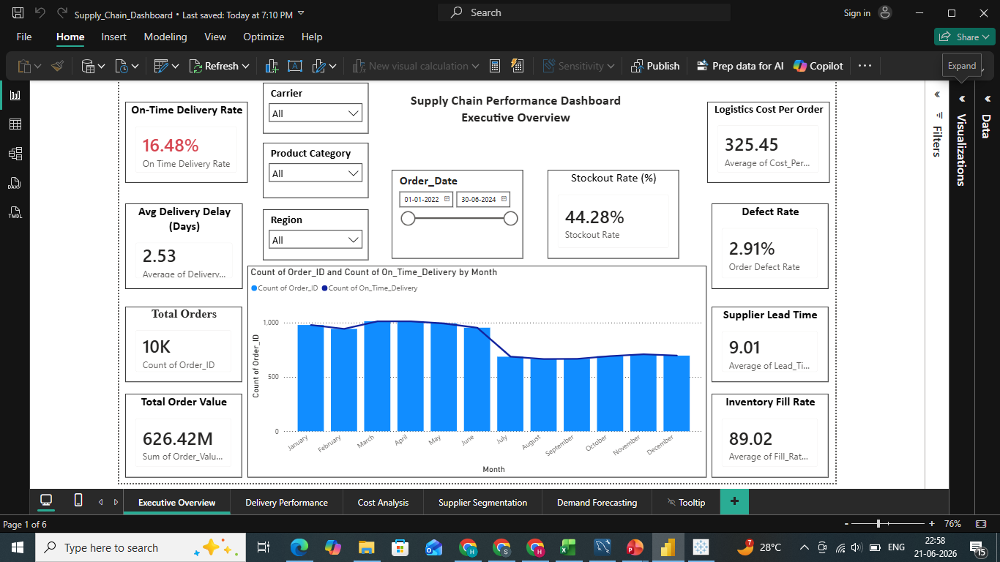 Supply_Chain_Dashboard • Last saved: Today at 7:10 PM
Search
Sign in
File
Home
Insert
Modeling
View
Optimize
Help
Share
Refresh
New visual calculation
Sensitivity
Publish
Prep data for AI
Copilot
Expand
On-Time Delivery Rate
16.48%
On Time Delivery Rate
Carrier
All
Supply Chain Performance Dashboard
Executive Overview
Logistics Cost Per Order
325.45
Average of Cost_Per...
Product Category
All
Order_Date
01-01-2022
30-06-2024
Stockout Rate (%)
44.28%
Stockout Rate
Avg Delivery Delay
(Days)
2.53
Average of Delivery...
Region
All
Defect Rate
2.91%
Order Defect Rate
Count of Order_ID and Count of On_Time_Delivery by Month
Count of Order_ID
Count of On_Time_Delivery
Count of Order_ID
1,000
500
0
January
February
March
April
May
June
July
August
September
October
November
December
Month
Total Orders
10K
Count of Order_ID
Supplier Lead Time
9.01
Average of Lead_Ti...
Total Order Value
626.42M
Sum of Order_Valu...
Inventory Fill Rate
89.02
Average of Fill_Rat...
Filters
Visualizations
Data
DAX
TMDL
Executive Overview
Delivery Performance
Cost Analysis
Supplier Segmentation
Demand Forecasting
Tooltip
+
Page 1 of 6
-
+
76%
Type here to search
H
S
H
7
28°C
ENG
22:58
21-06-2026
15